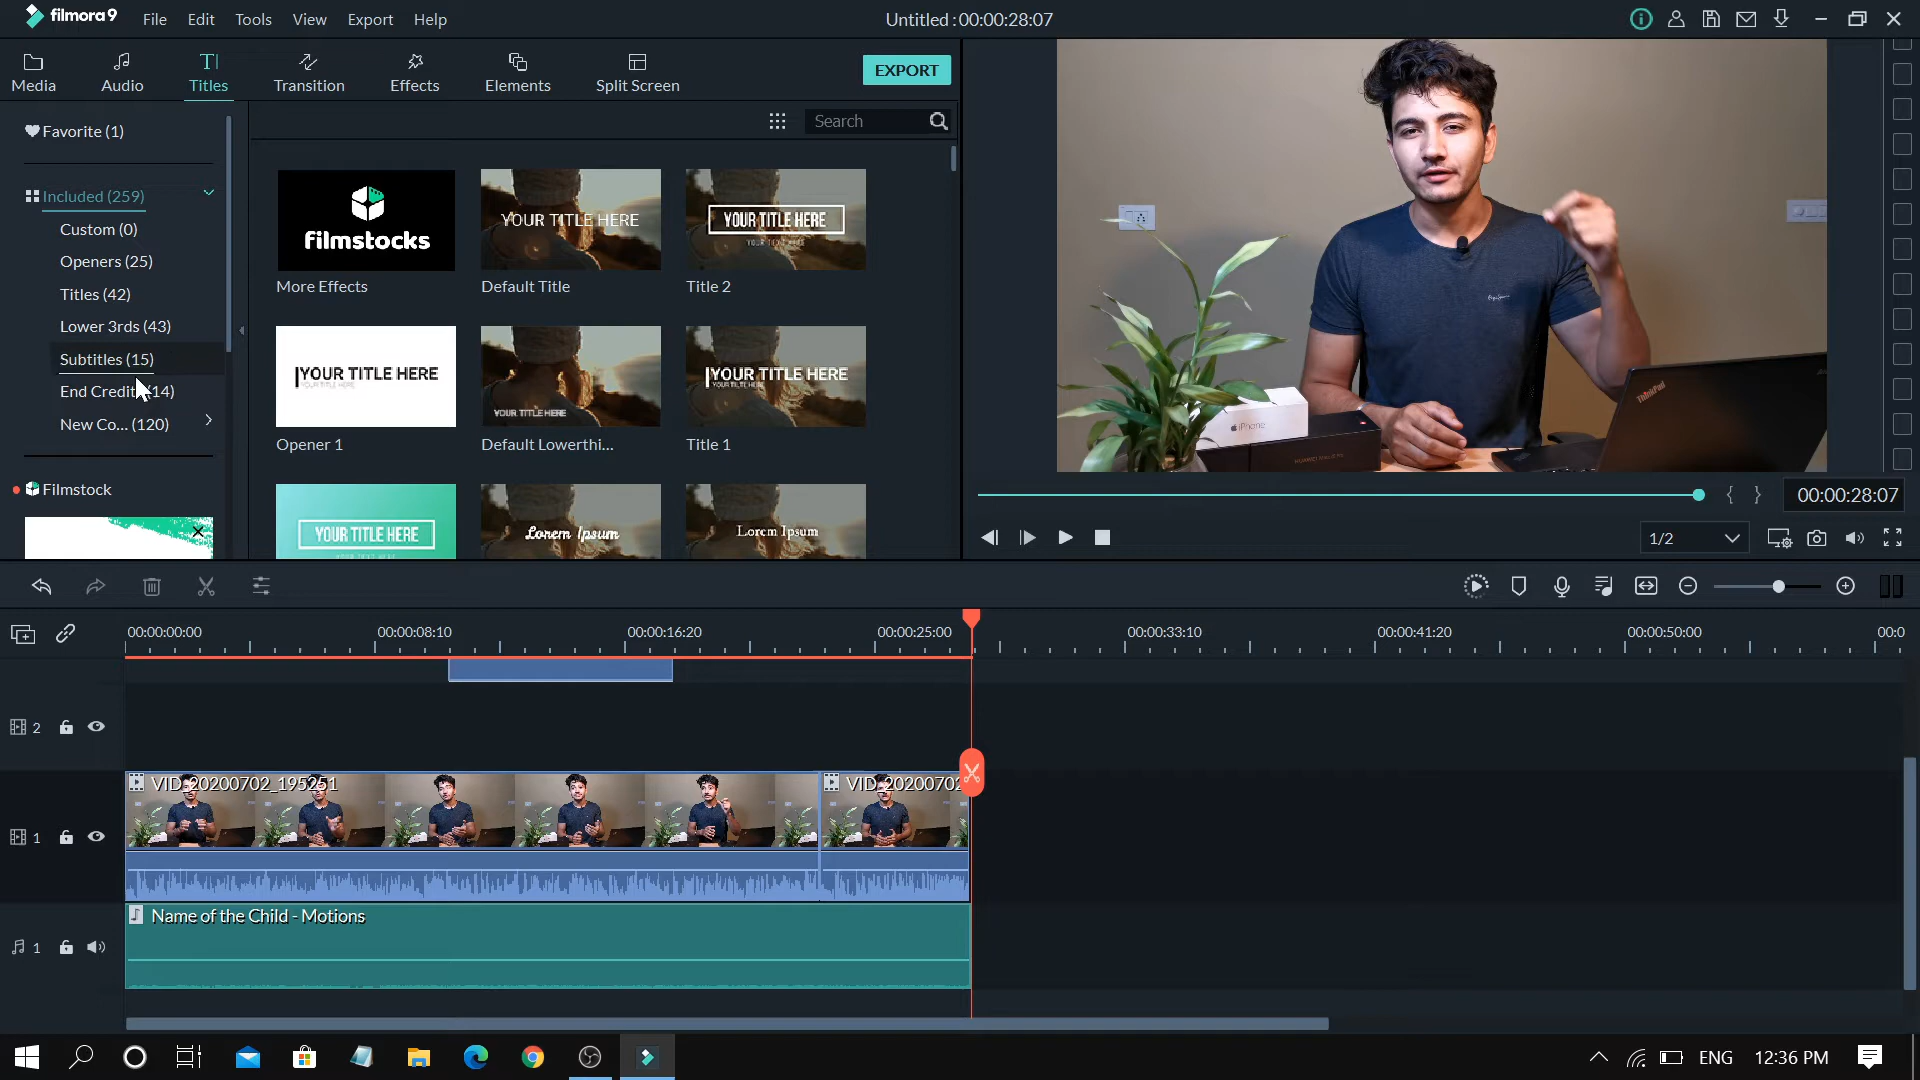 filmora9
File
Edit
Tools
View
Export
Help
Untitled : 00:00:28:07
Media
Audio
Titles
Transition
Effects
Elements
Split Screen
EXPORT
Favorite (1)
Search
Included (259)
Custom (0)
Openers (25)
Titles (42)
Lower 3rds (43)
Subtitles (15)
End Credit (14)
New Co... (120)
Filmstock
filmstocks
More Effects
YOUR TITLE HERE
Default Title
YOUR TITLE HERE
Title 2
YOUR TITLE HERE
Opener 1
YOUR TITLE HERE
Default Lowerthi...
YOUR TITLE HERE
Title 1
YOUR TITLE HERE
Lorem Ipsum
Lorem Ipsum
ThinkPad
iPhone
00:00:28:07
1/2
00:00:00:00
00:00:08:10
00:00:16:20
00:00:25:00
00:00:33:10
00:00:41:20
00:00:50:00
00:0
2
VID_20200702_195251
VID_2020070
1
Name of the Child - Motions
1
ENG
12:36 PM